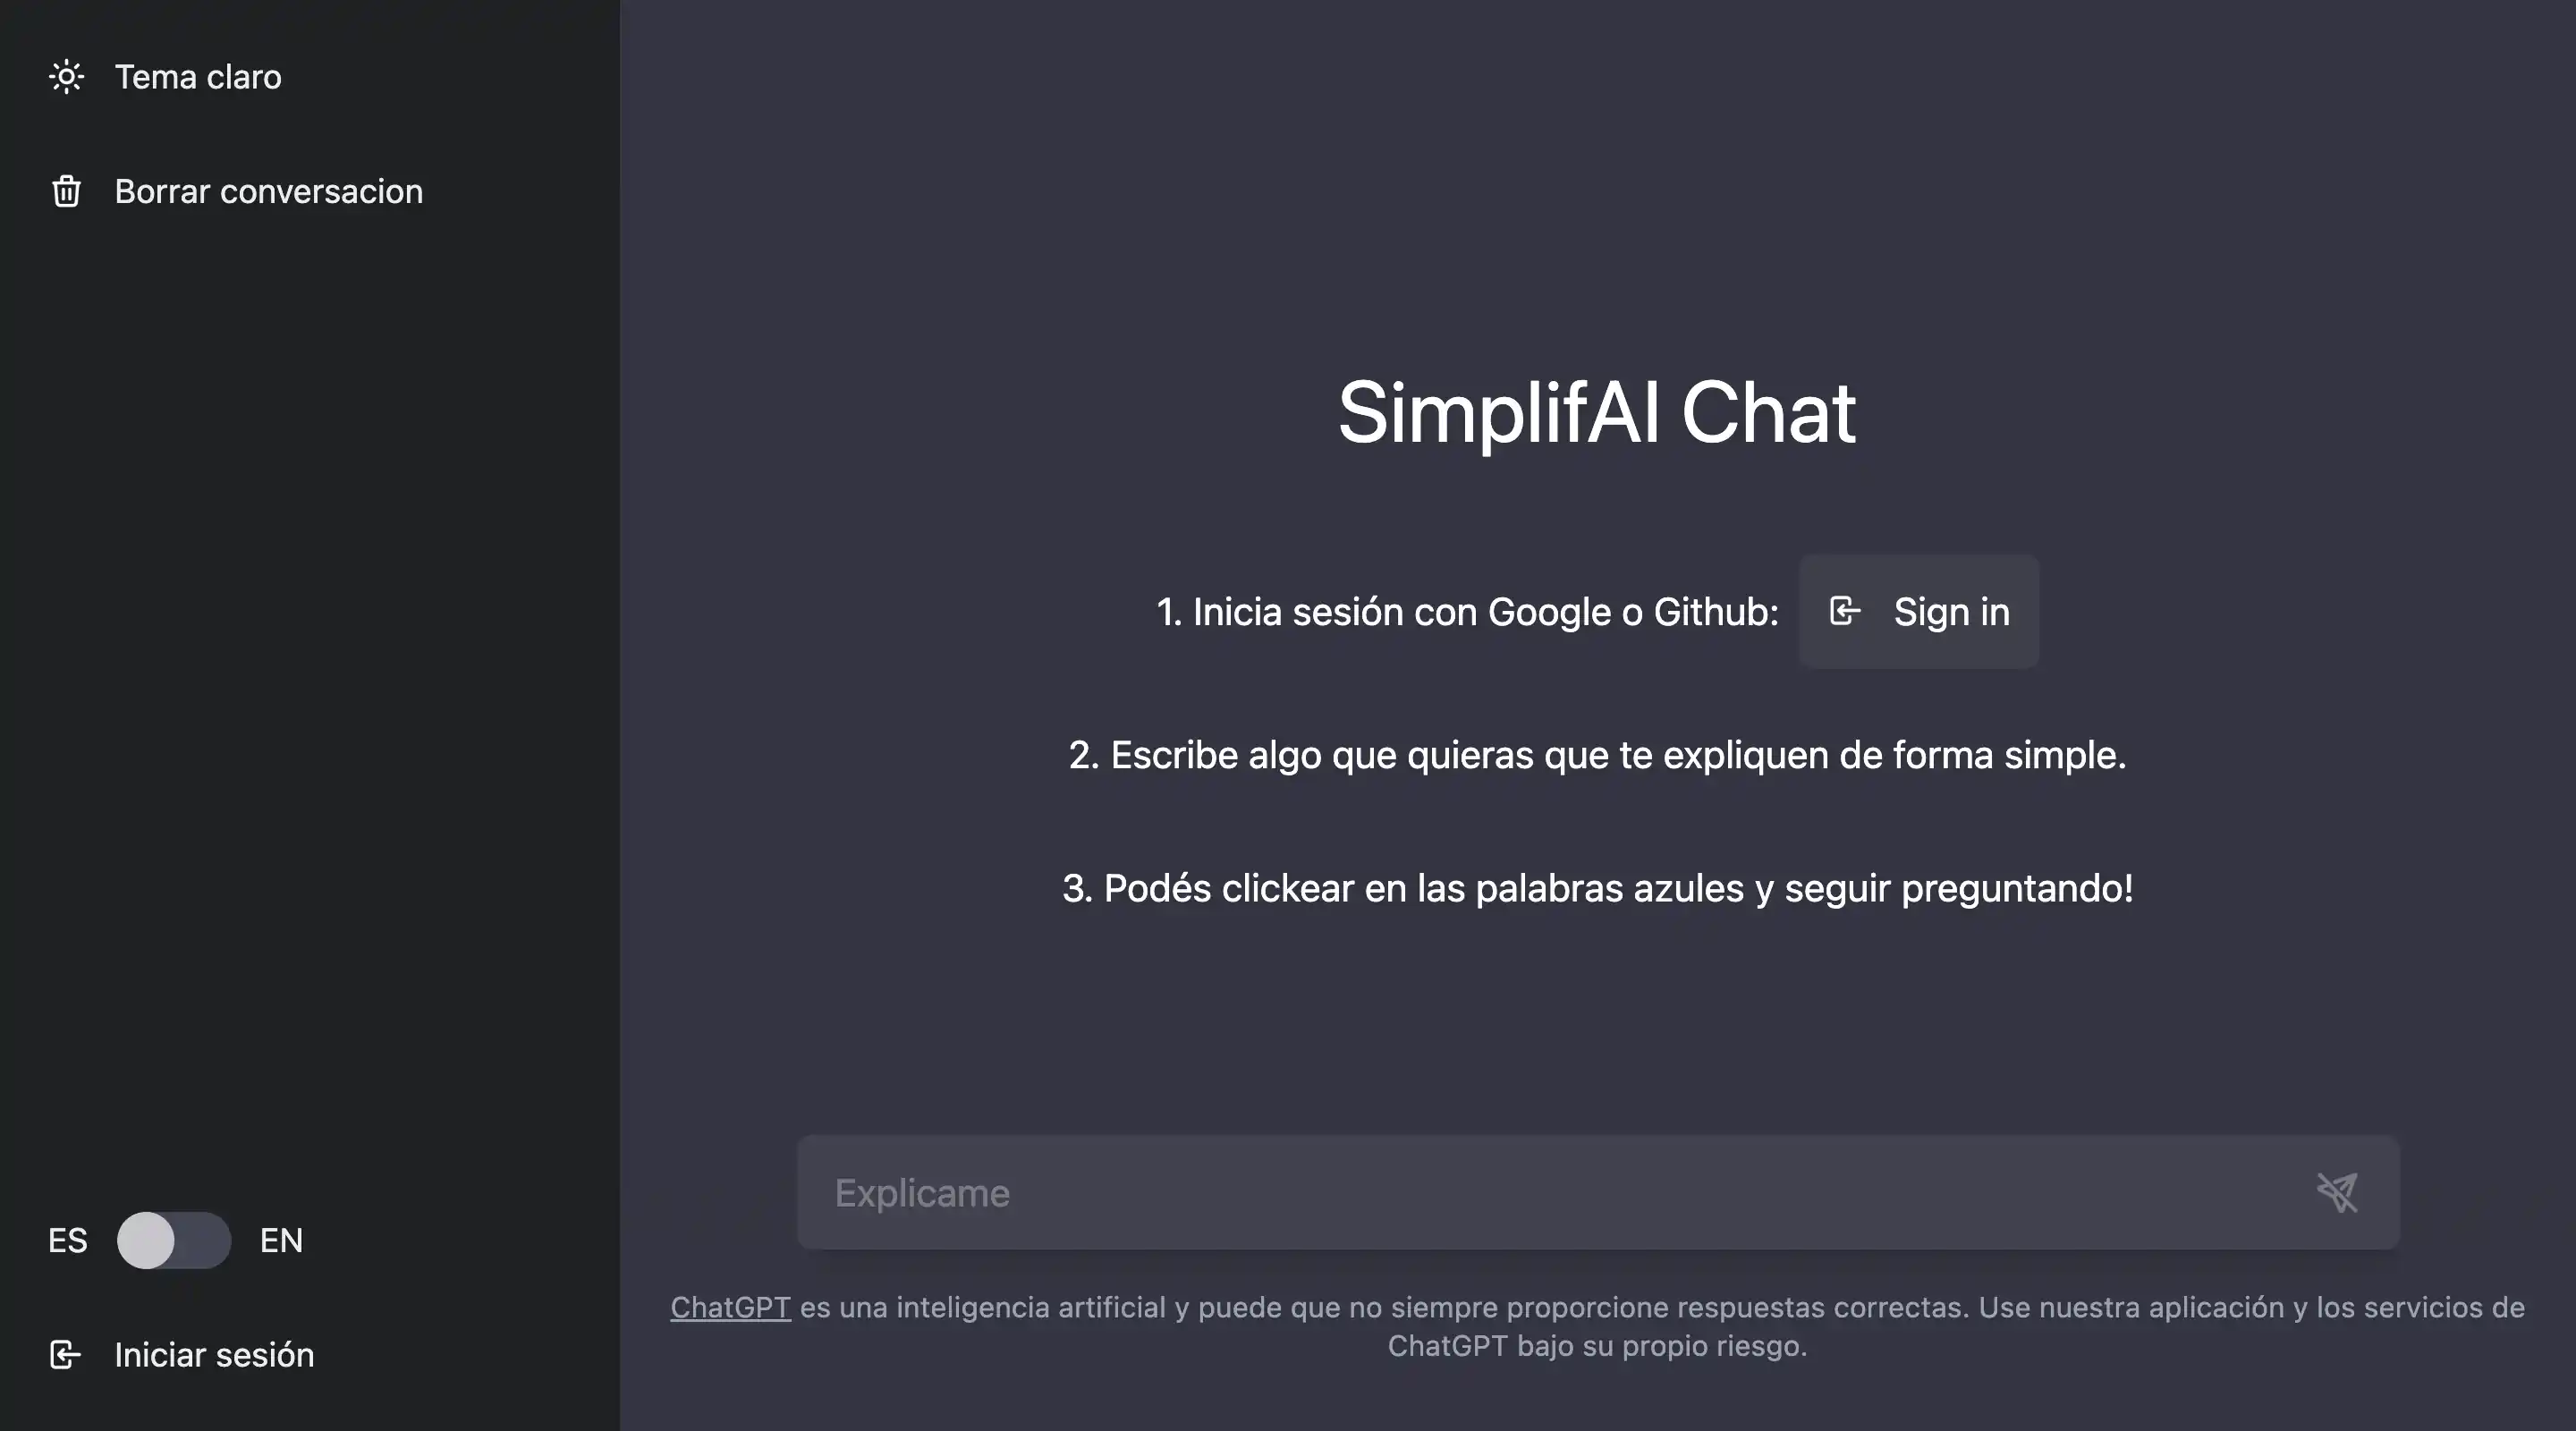 Tema claro
Borrar conversacion
ES EN
Iniciar sesión
SimplifAI Chat
1. Inicia sesión con Google o Github: Sign in
2. Escribe algo que quieras que te expliquen de forma simple.
3. Podés clickear en las palabras azules y seguir preguntando!
Explicame
ChatGPT es una inteligencia artificial y puede que no siempre proporcione respuestas correctas. Use nuestra aplicación y los servicios de
ChatGPT bajo su propio riesgo.